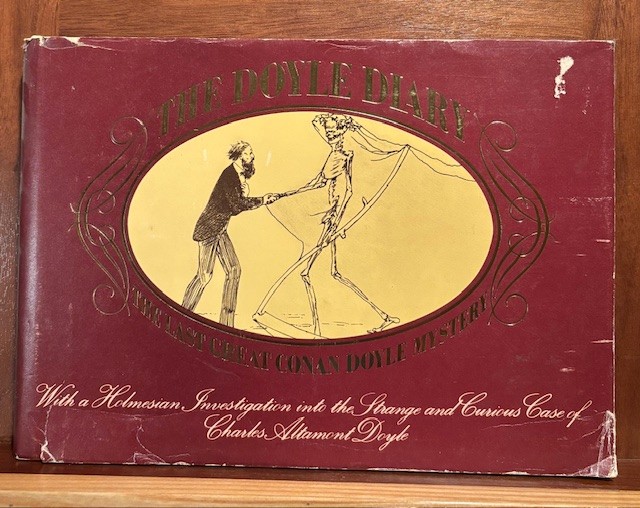 THE DOYLE DIARY
THE LAST GREAT CONAN DOYLE MYSTERY
With a Holmesian Investigation into the Strange and Curious Case of
Charles Altamont Doyle